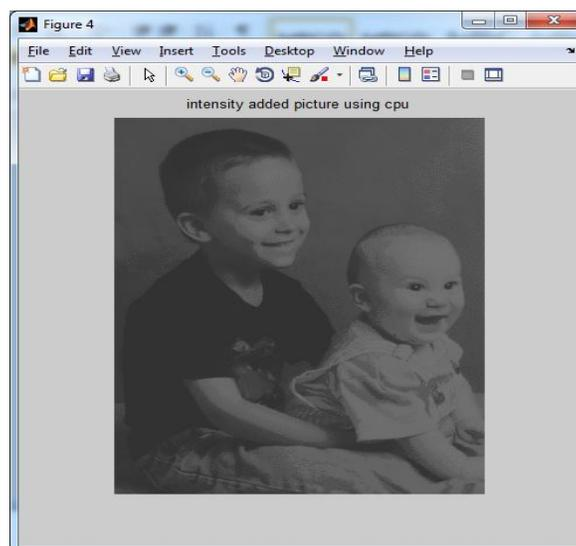 Figure 4
File Edit View Insert Tools Desktop Window Help
intensity added picture using cpu